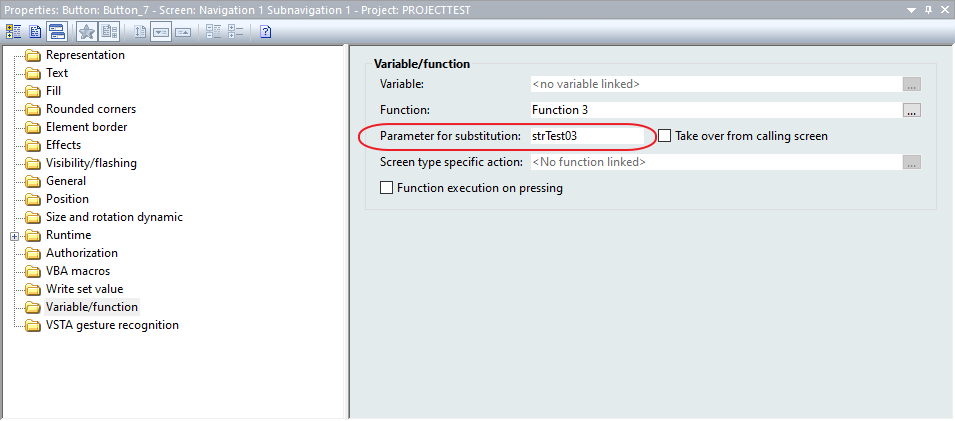 Properties: Button: Button_7 - Screen: Navigation 1 Subnavigation 1 - Project: PROJECTTEST
Representation
Text
Fill
Rounded corners
Element border
Effects
Visibility/flashing
General
Position
Size and rotation dynamic
Runtime
Authorization
VBA macros
Write set value
Variable/function
VSTA gesture recognition
Variable/function
Variable: <no variable linked> ...
Function: Function 3 ...
Parameter for substitution: strTest03 Take over from calling screen
Screen type specific action: <No function linked> ...
Function execution on pressing